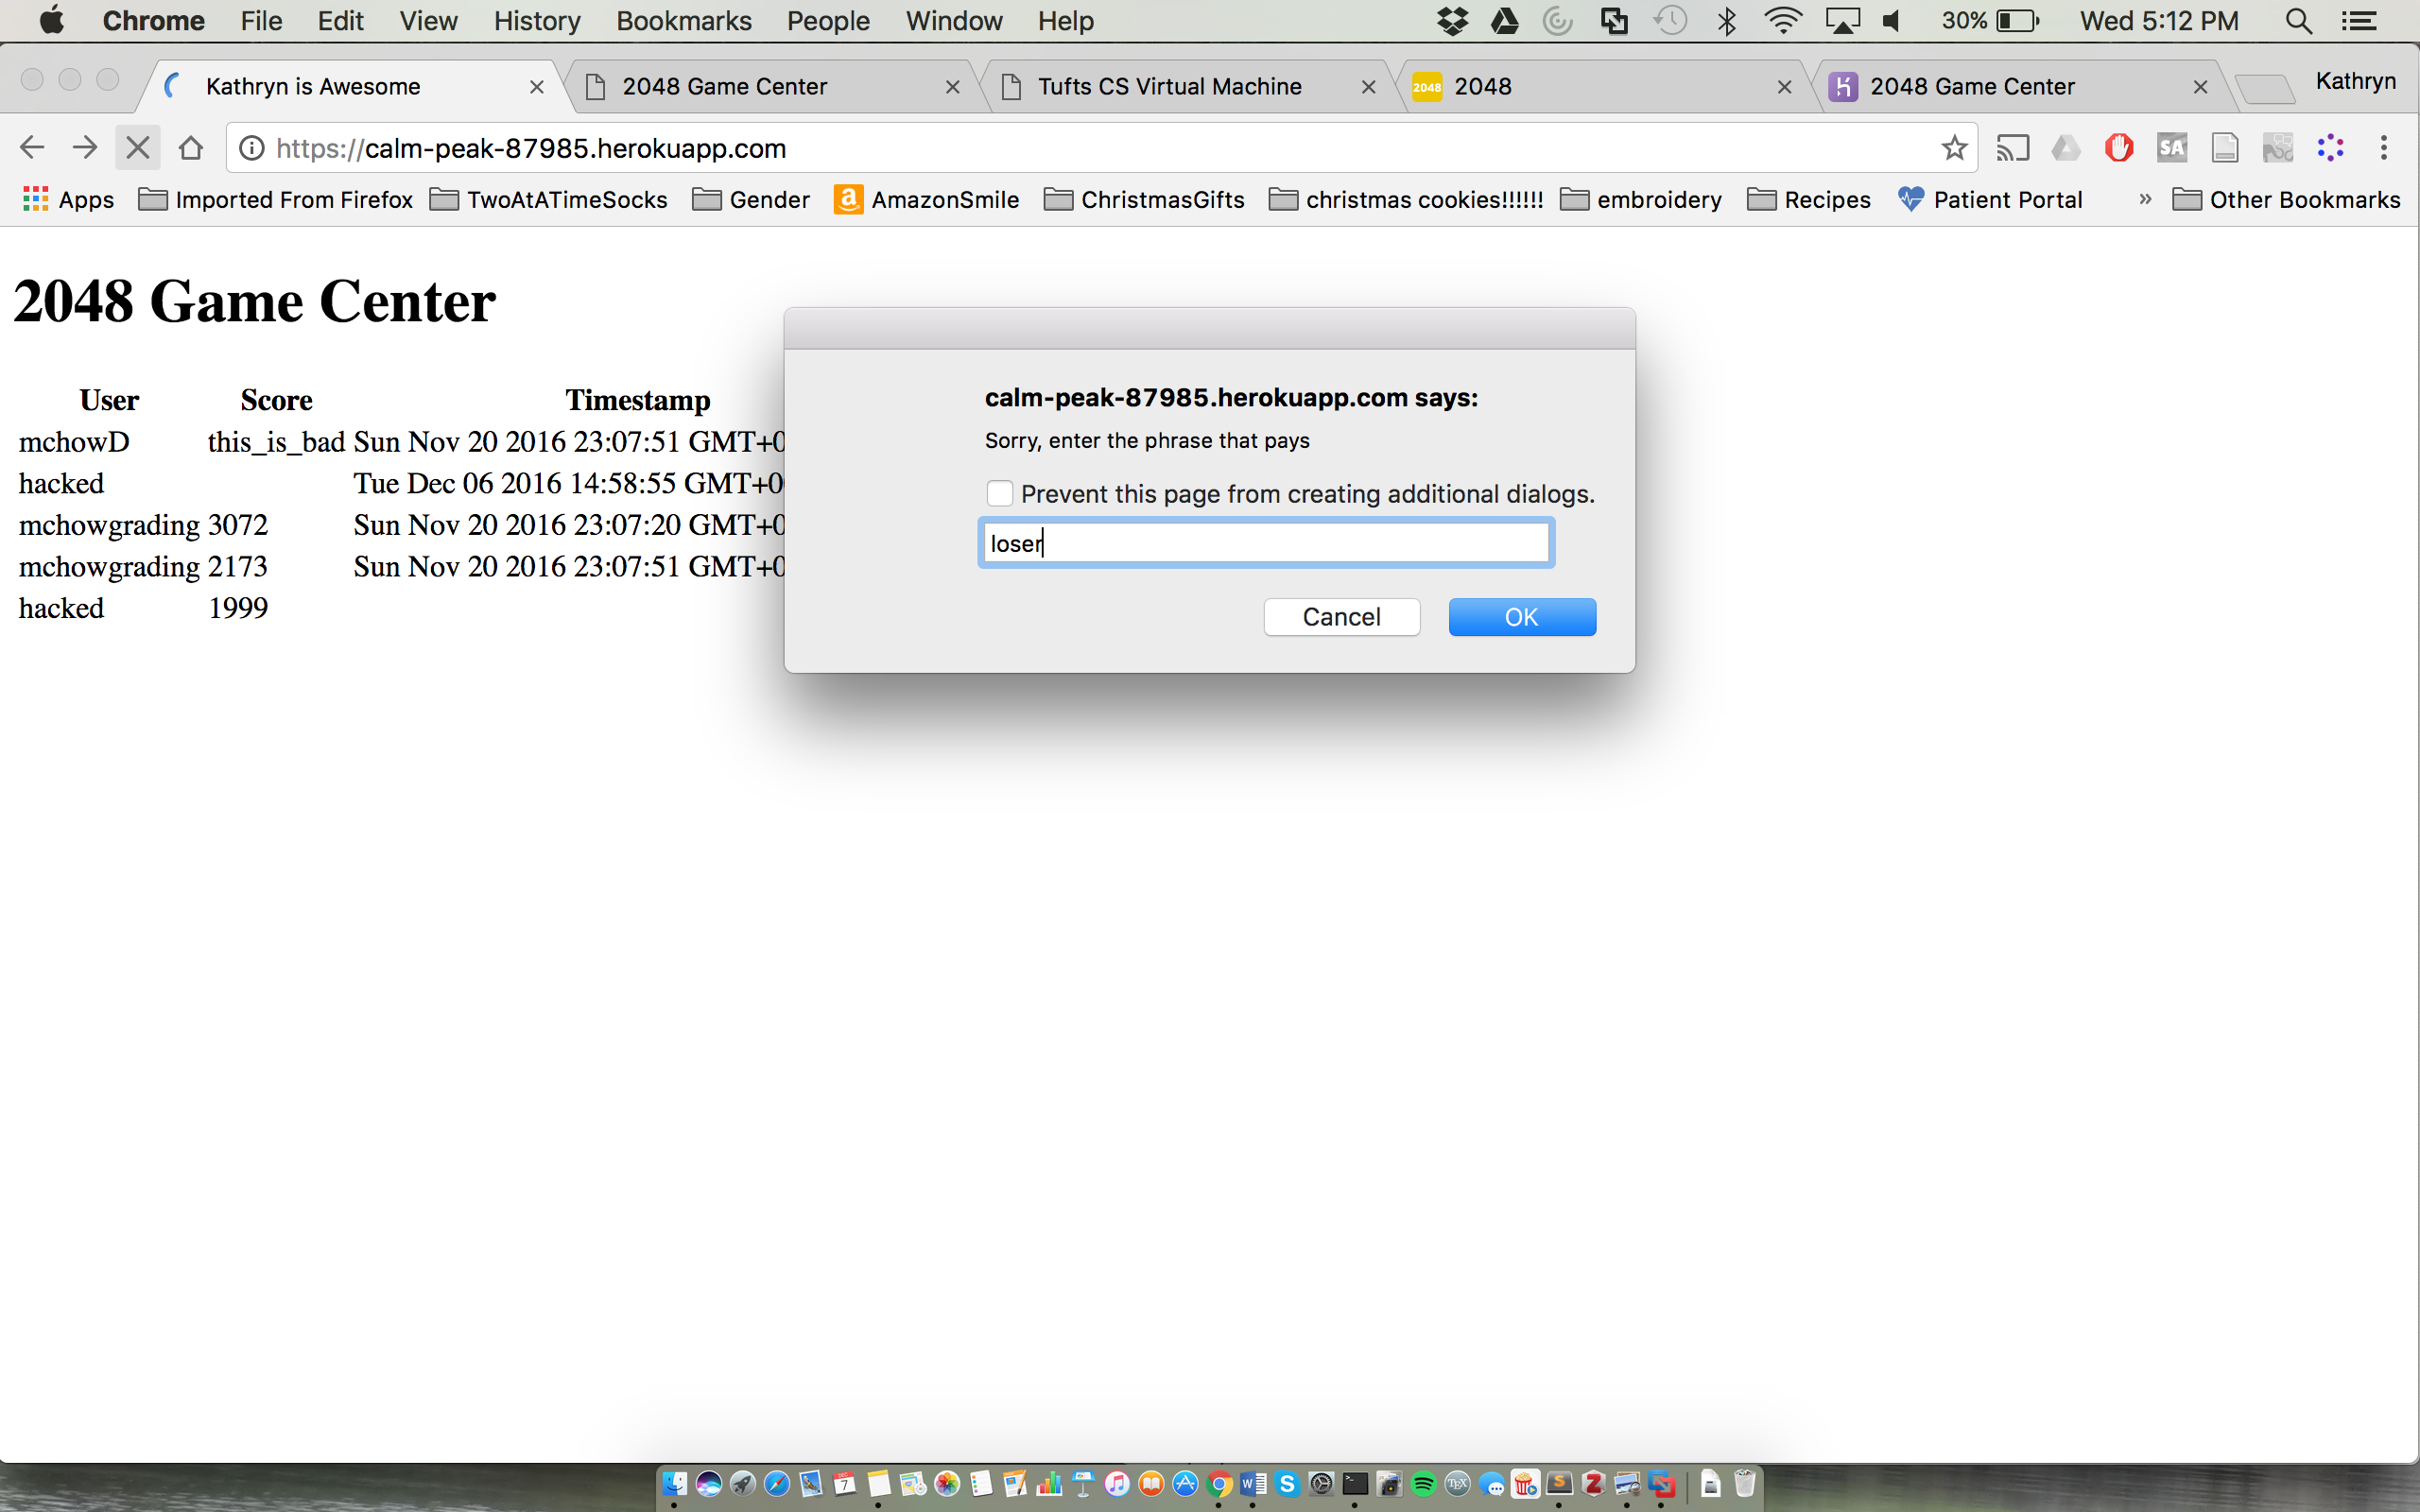 Chrome File Edit View History Bookmarks People Window Help 30% Wed 5:12 PM
Kathryn is Awesome 2048 Game Center Tufts CS Virtual Machine 2048 2048 2048 Game Center Kathryn
https://calm-peak-87985.herokuapp.com SA
Apps Imported From Firefox TwoAtATimeSocks Gender a AmazonSmile ChristmasGifts christmas cookies!!!!!! embroidery Recipes Patient Portal » Other Bookmarks
2048 Game Center
User Score Timestamp
mchowD this_is_bad Sun Nov 20 2016 23:07:51 GMT+0
hacked Tue Dec 06 2016 14:58:55 GMT+0
mchowgrading 3072 Sun Nov 20 2016 23:07:20 GMT+0
mchowgrading 2173 Sun Nov 20 2016 23:07:51 GMT+0
hacked 1999
calm-peak-87985.herokuapp.com says:
Sorry, enter the phrase that pays
Prevent this page from creating additional dialogs.
loser
Cancel OK
DEC 7 W S TEX S Z